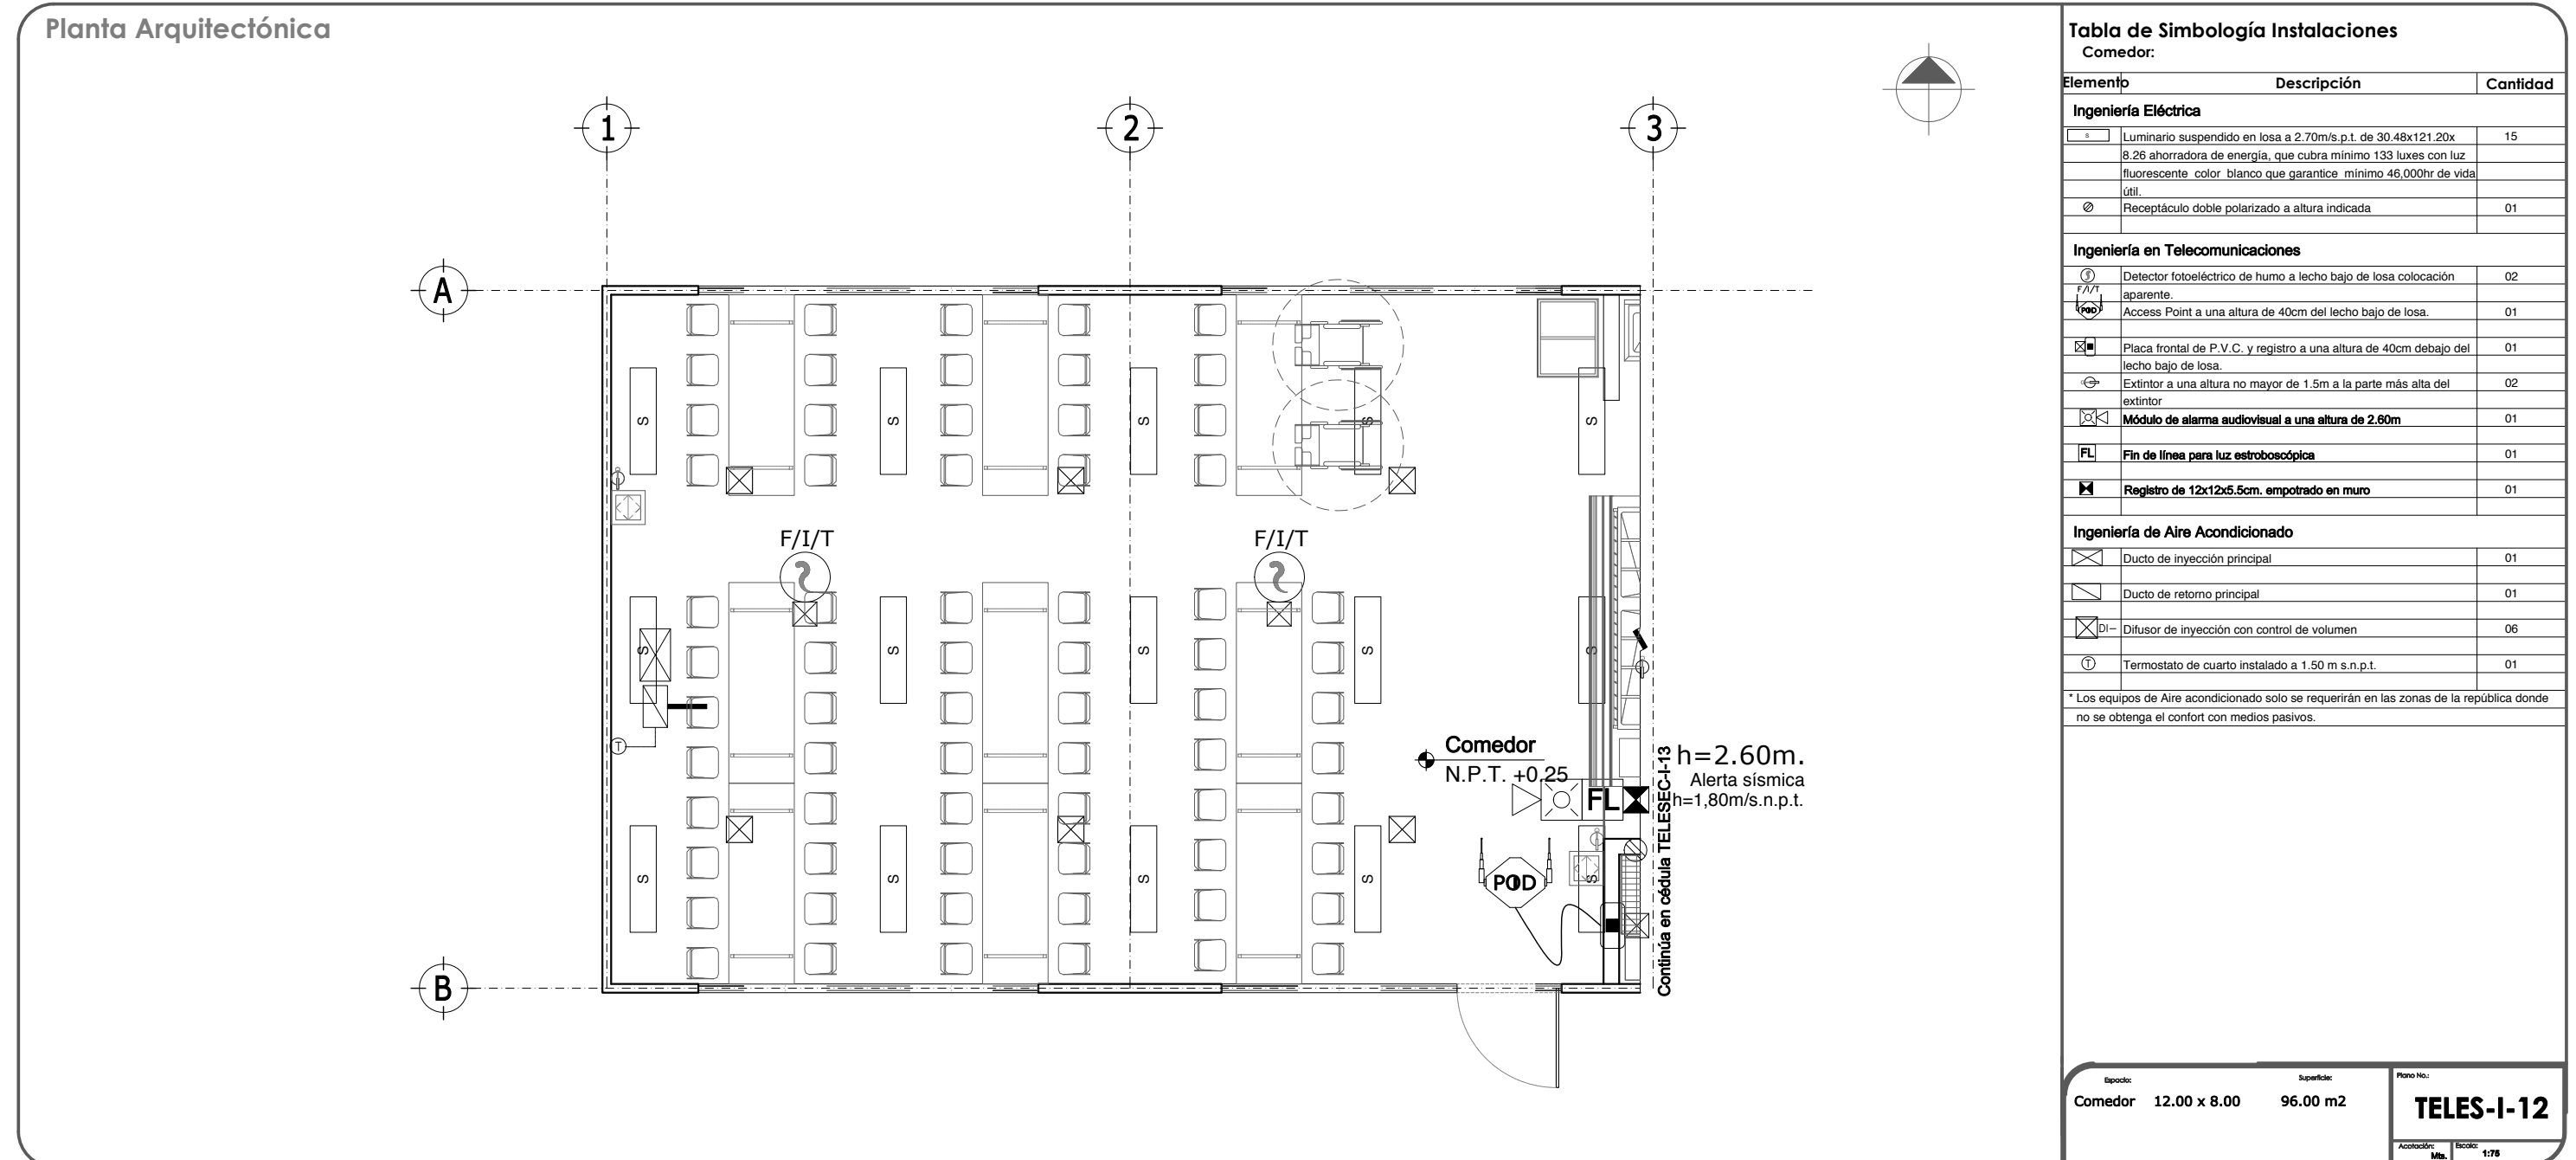 Planta Arquitectónica
1
2
3
A
B
S
S
S
S
S
F/I/T
F/I/T
S
S
S
S
S
T
Comedor
N.P.T. +0,25
FL
h=2.60m.
Alerta sísmica
h=1,80m/s.n.p.t.
Continúa en cédula TELESEC-I-13
POD
S
S
S
S
S
Tabla de Simbología Instalaciones
Comedor:
Elemento Descripción Cantidad
Ingeniería Eléctrica
s Luminario suspendido en losa a 2.70m/s.p.t. de 30.48x121.20x 15
8.26 ahorradora de energía, que cubra mínimo 133 luxes con luz
fluorescente color blanco que garantice mínimo 46,000hr de vida
útil.
Receptáculo doble polarizado a altura indicada 01
Ingeniería en Telecomunicaciones
Detector fotoeléctrico de humo a lecho bajo de losa colocación 02
F/I/T aparente.
POD Access Point a una altura de 40cm del lecho bajo de losa. 01
Placa frontal de P.V.C. y registro a una altura de 40cm debajo del 01
lecho bajo de losa.
Extintor a una altura no mayor de 1.5m a la parte más alta del 02
extintor
Módulo de alarma audiovisual a una altura de 2.60m 01
FL Fin de línea para luz estroboscópica 01
Registro de 12x12x5.5cm. empotrado en muro 01
Ingeniería de Aire Acondicionado
Ducto de inyección principal 01
Ducto de retorno principal 01
DI– Difusor de inyección con control de volumen 06
T Termostato de cuarto instalado a 1.50 m s.n.p.t. 01
* Los equipos de Aire acondicionado solo se requerirán en las zonas de la república donde
no se obtenga el confort con medios pasivos.
Espacio: Superficie: Plano No.:
Comedor 12.00 x 8.00 96.00 m2 TELES-I-12
Acotación: Escala:
Mts. 1:75